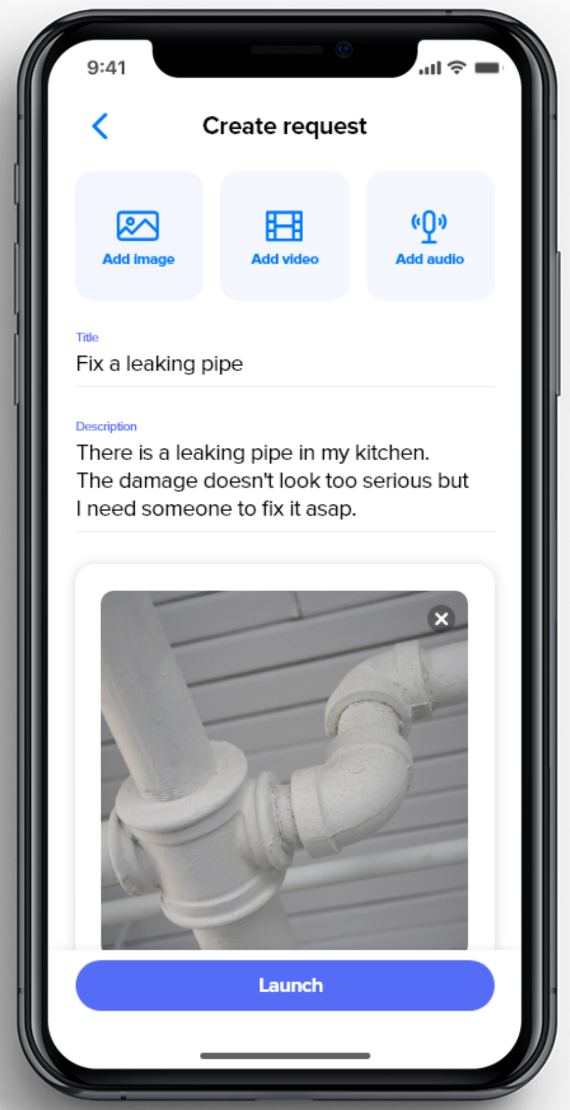 9:41
Create request
Add image
Add video
Add audio
Title
Fix a leaking pipe
Description
There is a leaking pipe in my kitchen.
The damage doesn't look too serious but
I need someone to fix it asap.
Launch